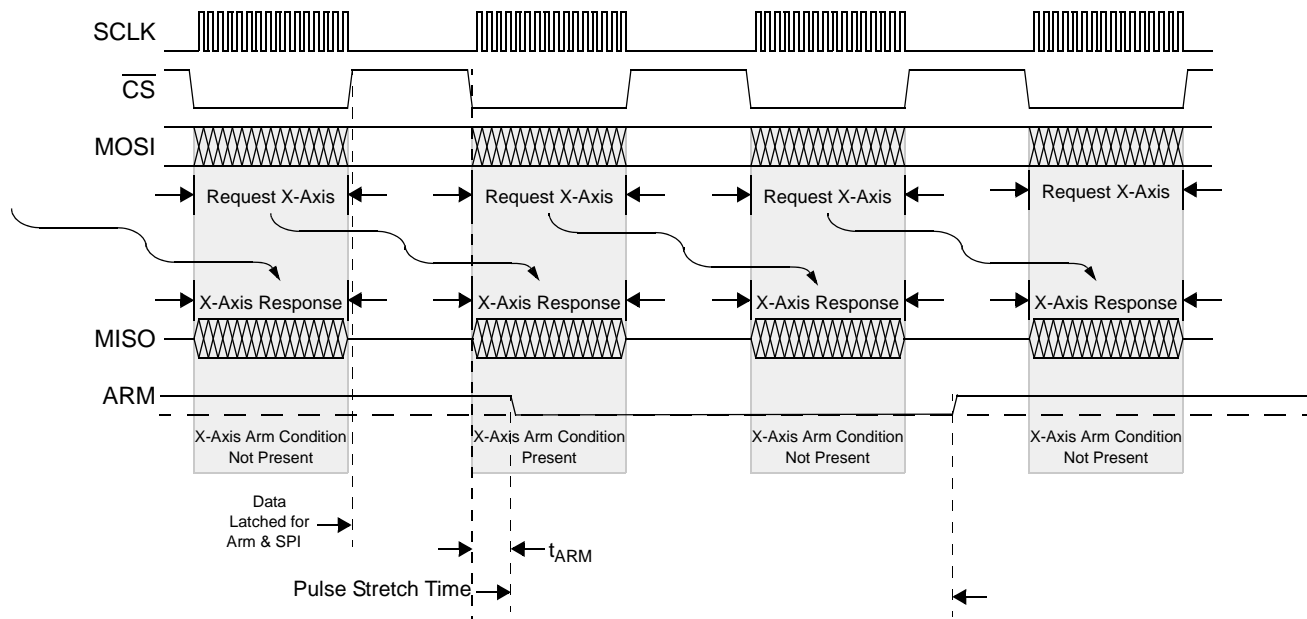 SCLK
CS
MOSI
Request X-Axis
Request X-Axis
Request X-Axis
Request X-Axis
X-Axis Response
X-Axis Response
X-Axis Response
X-Axis Response
MISO
ARM
X-Axis Arm Condition
Not Present
X-Axis Arm Condition
Present
X-Axis Arm Condition
Not Present
X-Axis Arm Condition
Not Present
Data
Latched for
Arm & SPI
tARM
Pulse Stretch Time